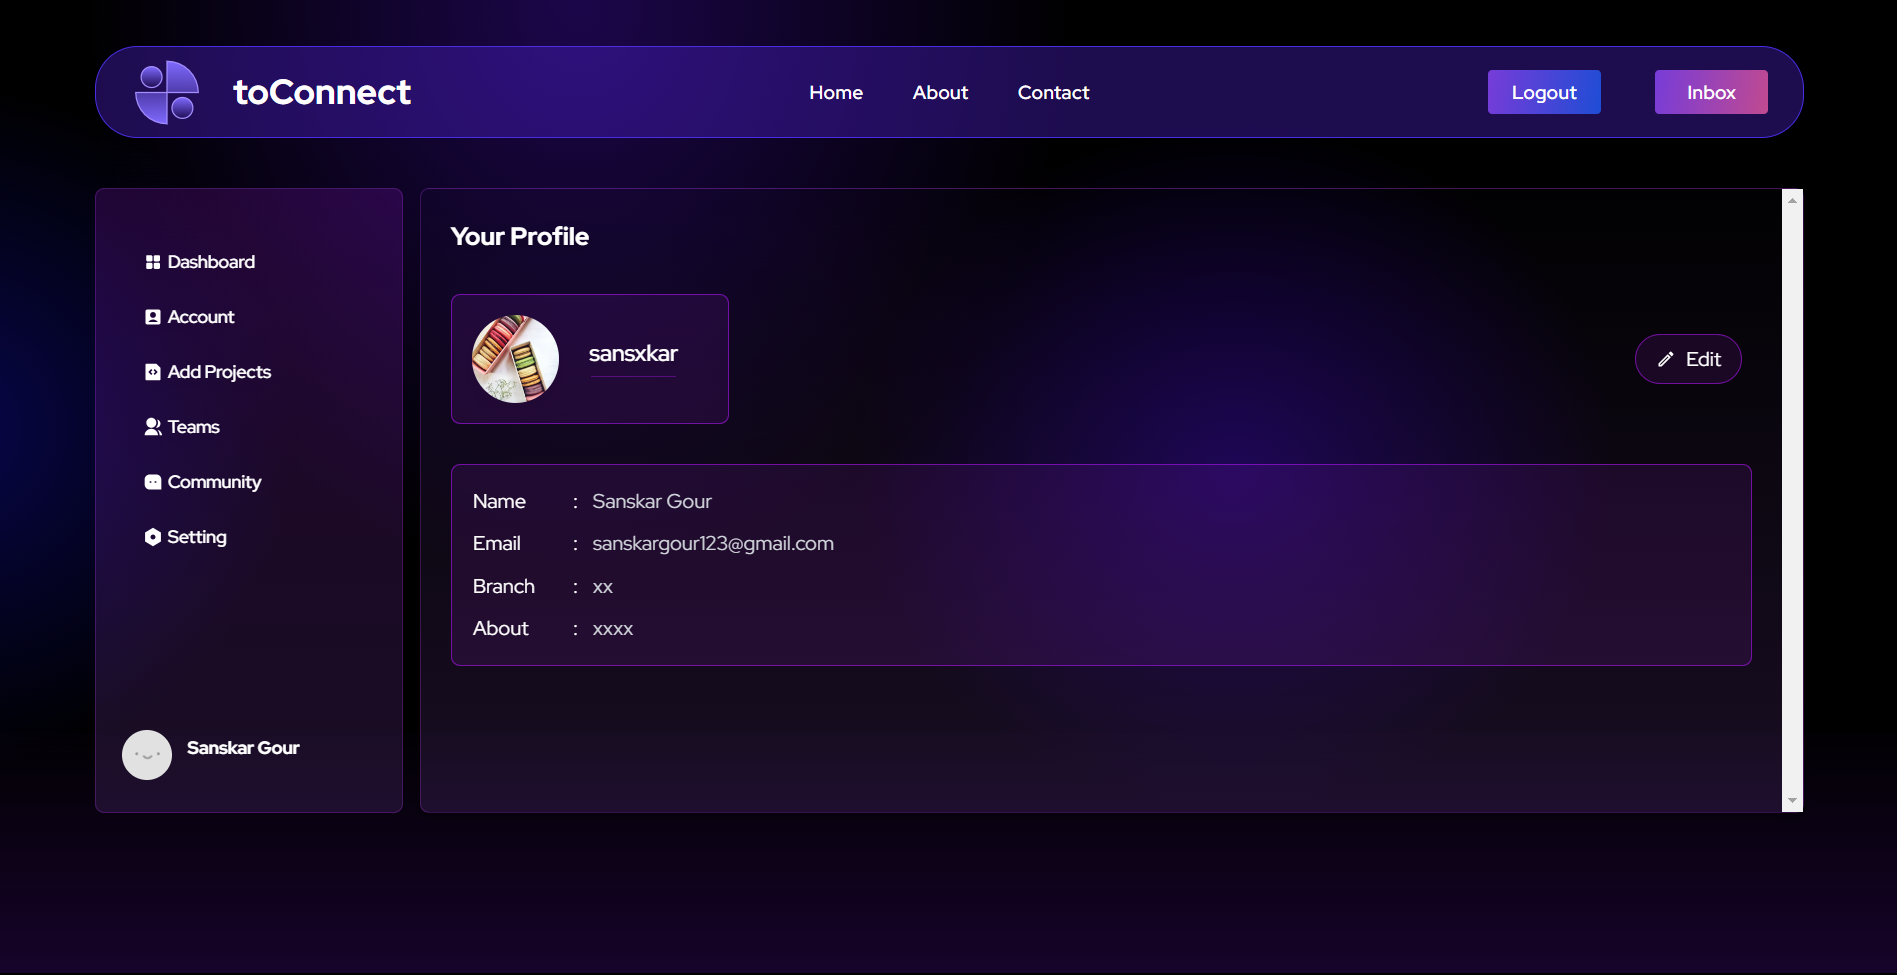 toConnect
Home About Contact
Logout Inbox
Dashboard
Account
Add Projects
Teams
Community
Setting
Sanskar Gour
Your Profile
sansxkar
Edit
Name : Sanskar Gour
Email : sanskargour123@gmail.com
Branch : xx
About : xxxx